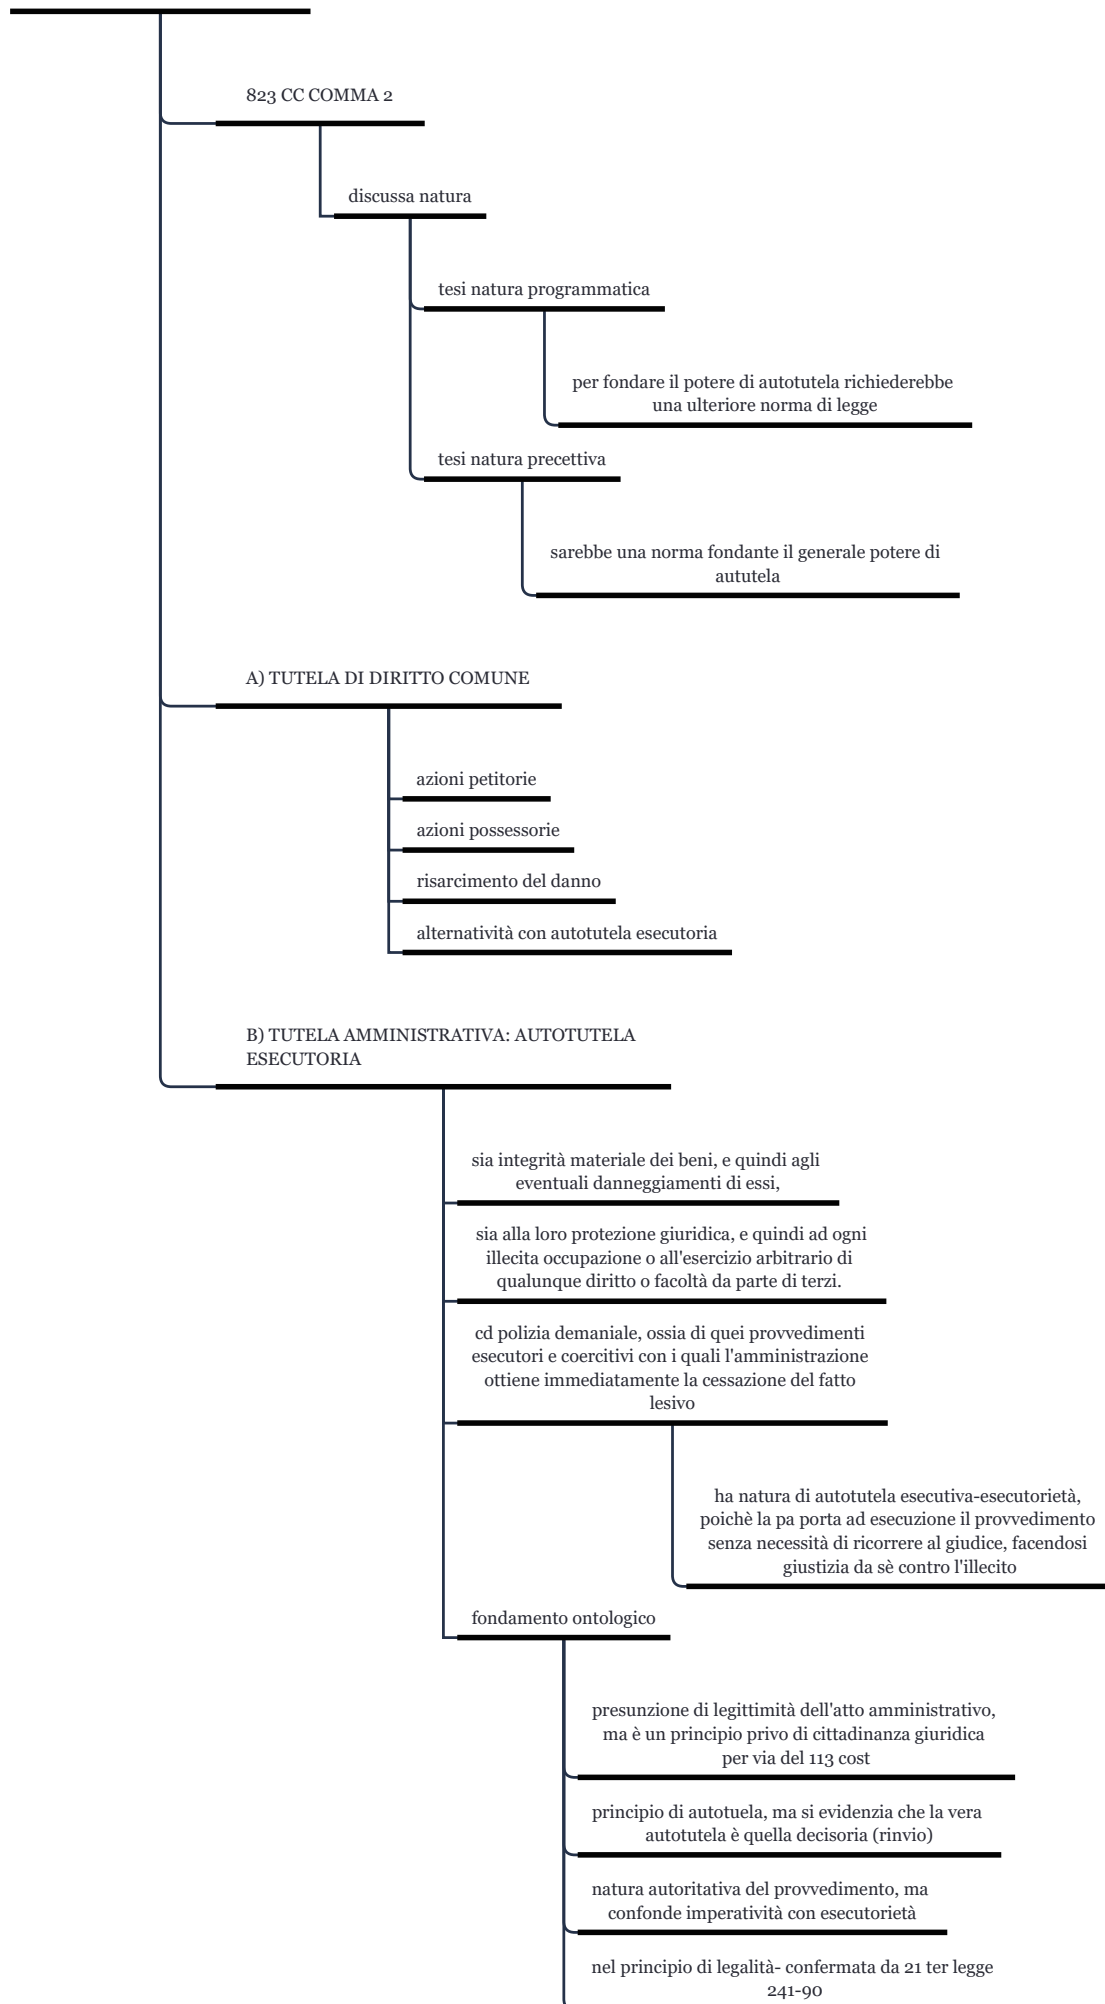 823 CC COMMA 2
discussa natura
tesi natura programmatica
per fondare il potere di autotutela richiederebbe
una ulteriore norma di legge
tesi natura precettiva
sarebbe una norma fondante il generale potere di
aututela
A) TUTELA DI DIRITTO COMUNE
azioni petitorie
azioni possessorie
risarcimento del danno
alternatività con autotutela esecutoria
B) TUTELA AMMINISTRATIVA: AUTOTUTELA
ESECUTORIA
sia integrità materiale dei beni, e quindi agli
eventuali danneggiamenti di essi,
sia alla loro protezione giuridica, e quindi ad ogni
illecita occupazione o all'esercizio arbitrario di
qualunque diritto o facoltà da parte di terzi.
cd polizia demaniale, ossia di quei provvedimenti
esecutori e coercitivi con i quali l'amministrazione
ottiene immediatamente la cessazione del fatto
lesivo
ha natura di autotutela esecutiva-esecutorietà,
poichè la pa porta ad esecuzione il provvedimento
senza necessità di ricorrere al giudice, facendosi
giustizia da sè contro l'illecito
fondamento ontologico
presunzione di legittimità dell'atto amministrativo,
ma è un principio privo di cittadinanza giuridica
per via del 113 cost
principio di autotuela, ma si evidenzia che la vera
autotutela è quella decisoria (rinvio)
natura autoritativa del provvedimento, ma
confonde imperatività con esecutorietà
nel principio di legalità- confermata da 21 ter legge
241-90